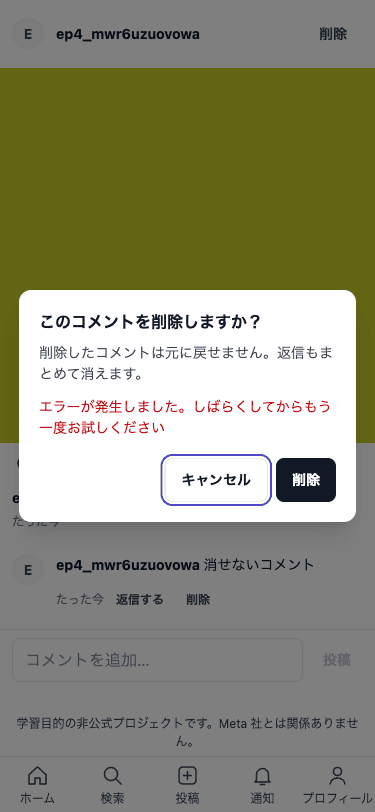 E ep4_mwr6uzuovowa 削除
このコメントを削除しますか？
削除したコメントは元に戻せません。返信もま
とめて消えます。
エラーが発生しました。しばらくしてからもう
一度お試しください
キャンセル 削除
たった今
E ep4_mwr6uzuovowa 消せないコメント
たった今 返信する 削除
コメントを追加... 投稿
学習目的の非公式プロジェクトです。Meta 社とは関係ありませ
ん。
ホーム 検索 投稿 通知 プロフィール